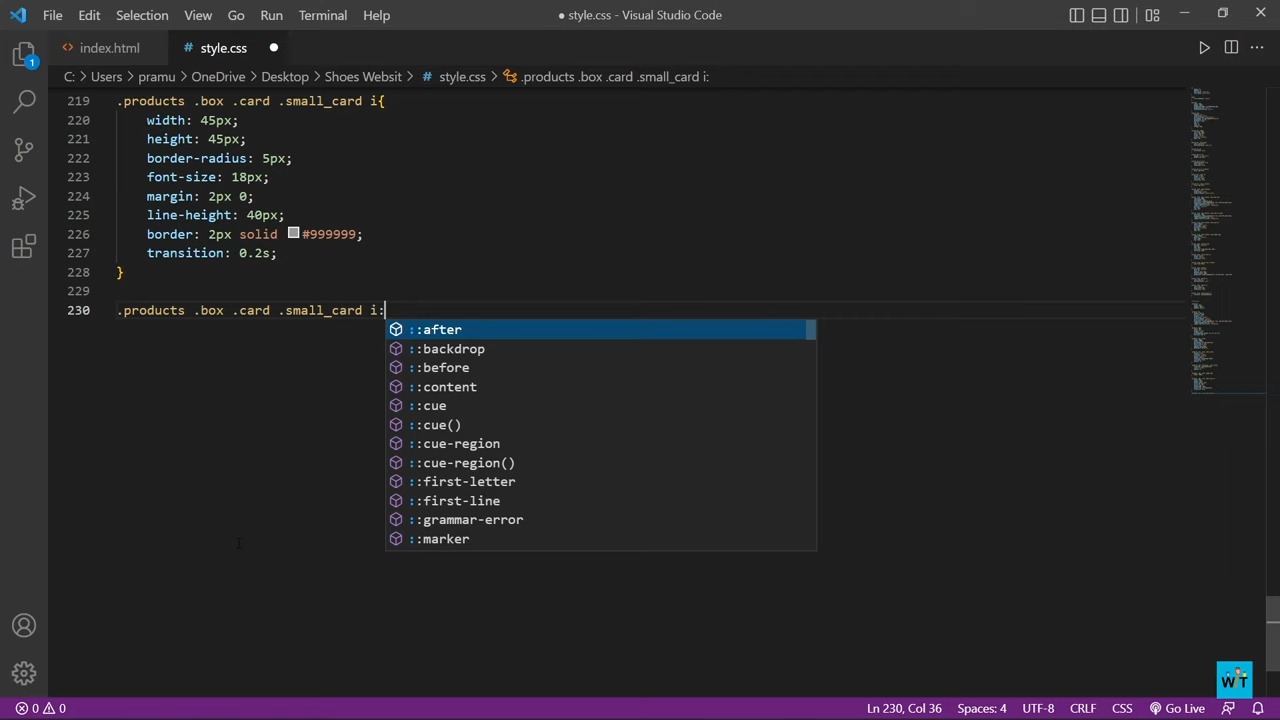 File Edit Selection View Go Run Terminal Help ● style.css - Visual Studio Code
index.html style.css
C: > Users > pramu > OneDrive > Desktop > Shoes Websit > # style.css > .products .box .card .small_card i:
219 .products .box .card .small_card i{
220 width: 45px;
221 height: 45px;
222 border-radius: 5px;
223 font-size: 18px;
224 margin: 2px 0;
225 line-height: 40px;
226 border: 2px solid #999999;
227 transition: 0.2s;
228 }
229
230 .products .box .card .small_card i:
::after
::backdrop
::before
::content
::cue
::cue()
::cue-region
::cue-region()
::first-letter
::first-line
::grammar-error
::marker
1
WT
0 0 Ln 230, Col 36 Spaces: 4 UTF-8 CRLF CSS Go Live